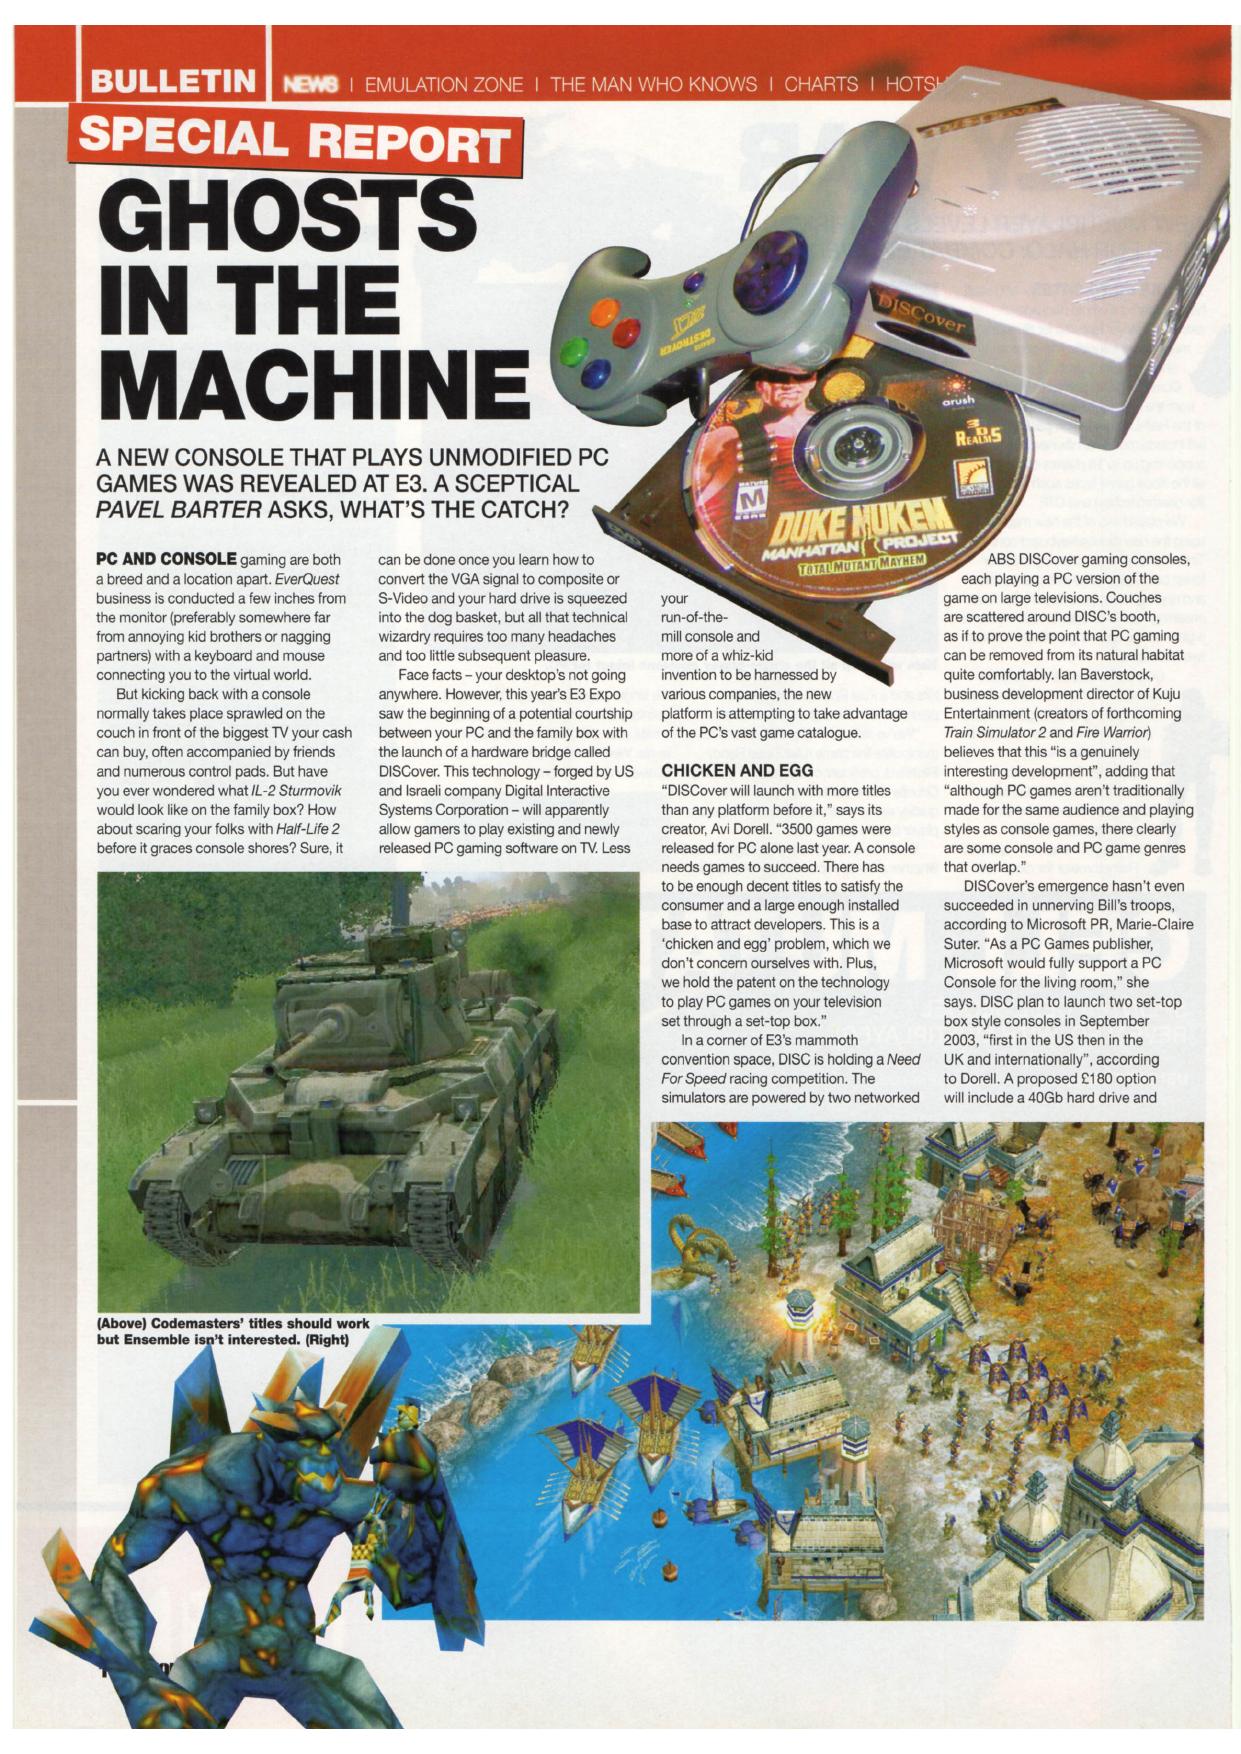 BULLETIN
NEWS | EMULATION ZONE | THE MAN WHO KNOWS | CHARTS | HOTSH
SPECIAL REPORT
GHOSTS
IN THE
MACHINE
A NEW CONSOLE THAT PLAYS UNMODIFIED PC
GAMES WAS REVEALED AT E3. A SCEPTICAL
PAVEL BARTER ASKS, WHAT'S THE CATCH?
DISCover
GRAVIS
DESTROYER
arush
3D
REALMS
MATURE
M
DUKE NUKEM
MANHATTAN PROJECT
TOTAL MUTANT MAYHEM
PC AND CONSOLE gaming are both
a breed and a location apart. EverQuest
business is conducted a few inches from
the monitor (preferably somewhere far
from annoying kid brothers or nagging
partners) with a keyboard and mouse
connecting you to the virtual world.
But kicking back with a console
normally takes place sprawled on the
couch in front of the biggest TV your cash
can buy, often accompanied by friends
and numerous control pads. But have
you ever wondered what IL-2 Sturmovik
would look like on the family box? How
about scaring your folks with Half-Life 2
before it graces console shores? Sure, it
can be done once you learn how to
convert the VGA signal to composite or
S-Video and your hard drive is squeezed
into the dog basket, but all that technical
wizardry requires too many headaches
and too little subsequent pleasure.
Face facts – your desktop's not going
anywhere. However, this year's E3 Expo
saw the beginning of a potential courtship
between your PC and the family box with
the launch of a hardware bridge called
DISCover. This technology – forged by US
and Israeli company Digital Interactive
Systems Corporation – will apparently
allow gamers to play existing and newly
released PC gaming software on TV. Less
your
run-of-the-
mill console and
more of a whiz-kid
invention to be harnessed by
various companies, the new
platform is attempting to take advantage
of the PC's vast game catalogue.
CHICKEN AND EGG
"DISCover will launch with more titles
than any platform before it," says its
creator, Avi Dorell. "3500 games were
released for PC alone last year. A console
needs games to succeed. There has
to be enough decent titles to satisfy the
consumer and a large enough installed
base to attract developers. This is a
'chicken and egg' problem, which we
don't concern ourselves with. Plus,
we hold the patent on the technology
to play PC games on your television
set through a set-top box."
In a corner of E3's mammoth
convention space, DISC is holding a Need
For Speed racing competition. The
simulators are powered by two networked
ABS DISCover gaming consoles,
each playing a PC version of the
game on large televisions. Couches
are scattered around DISC's booth,
as if to prove the point that PC gaming
can be removed from its natural habitat
quite comfortably. Ian Baverstock,
business development director of Kuju
Entertainment (creators of forthcoming
Train Simulator 2 and Fire Warrior)
believes that this "is a genuinely
interesting development", adding that
"although PC games aren't traditionally
made for the same audience and playing
styles as console games, there clearly
are some console and PC game genres
that overlap."
DISCover's emergence hasn't even
succeeded in unnerving Bill's troops,
according to Microsoft PR, Marie-Claire
Suter. "As a PC Games publisher,
Microsoft would fully support a PC
Console for the living room," she
says. DISC plan to launch two set-top
box style consoles in September
2003, "first in the US then in the
UK and internationally", according
to Dorell. A proposed £180 option
will include a 40Gb hard drive and
(Above) Codemasters' titles should work
but Ensemble isn't interested. (Right)